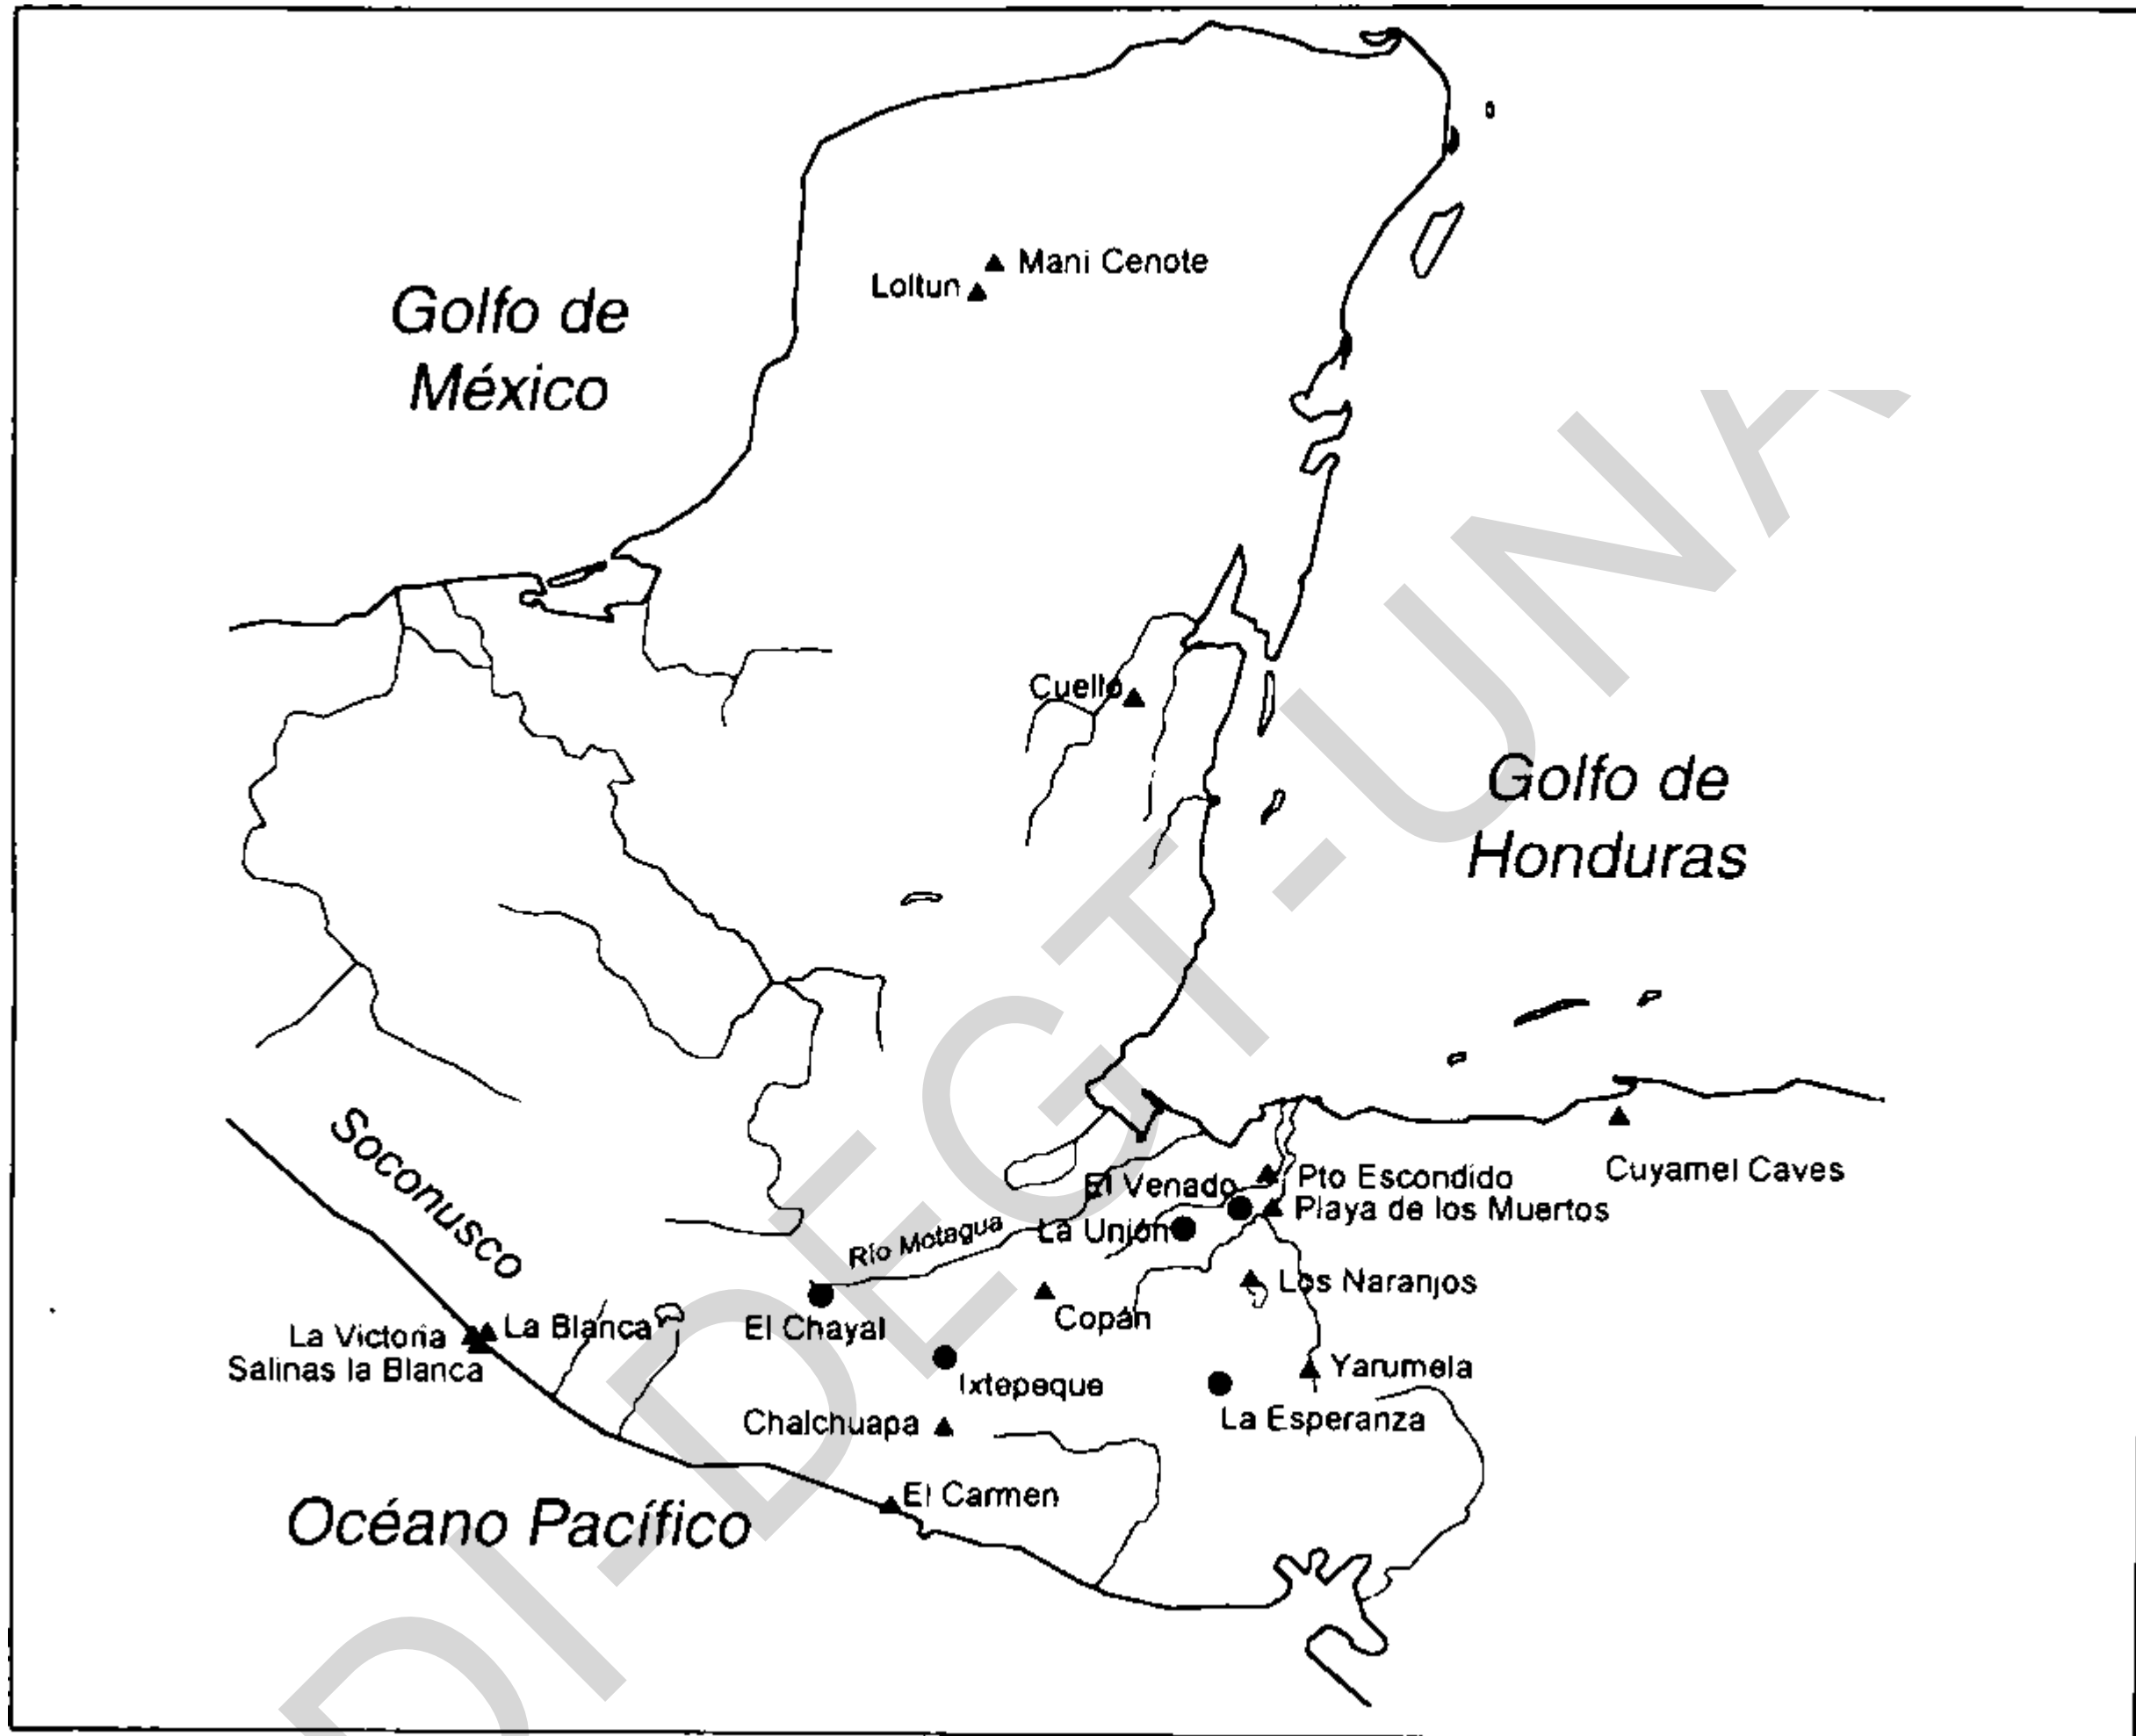 Mani Cenote
Loltun
Golfo de
México
Cuello
Golfo de
Honduras
Soconusco
Cuyamel Caves
Pto Escondido
El Venado
Playa de los Muertos
La Unión
Río Motagua
Los Naranjos
Copán
El Chayal
La Blanca
La Victoria
Salinas la Blanca
Ixtepeque
Yarumela
La Esperanza
Chalchuapa
El Carmen
Océano Pacífico
DI-DEGT-UNA